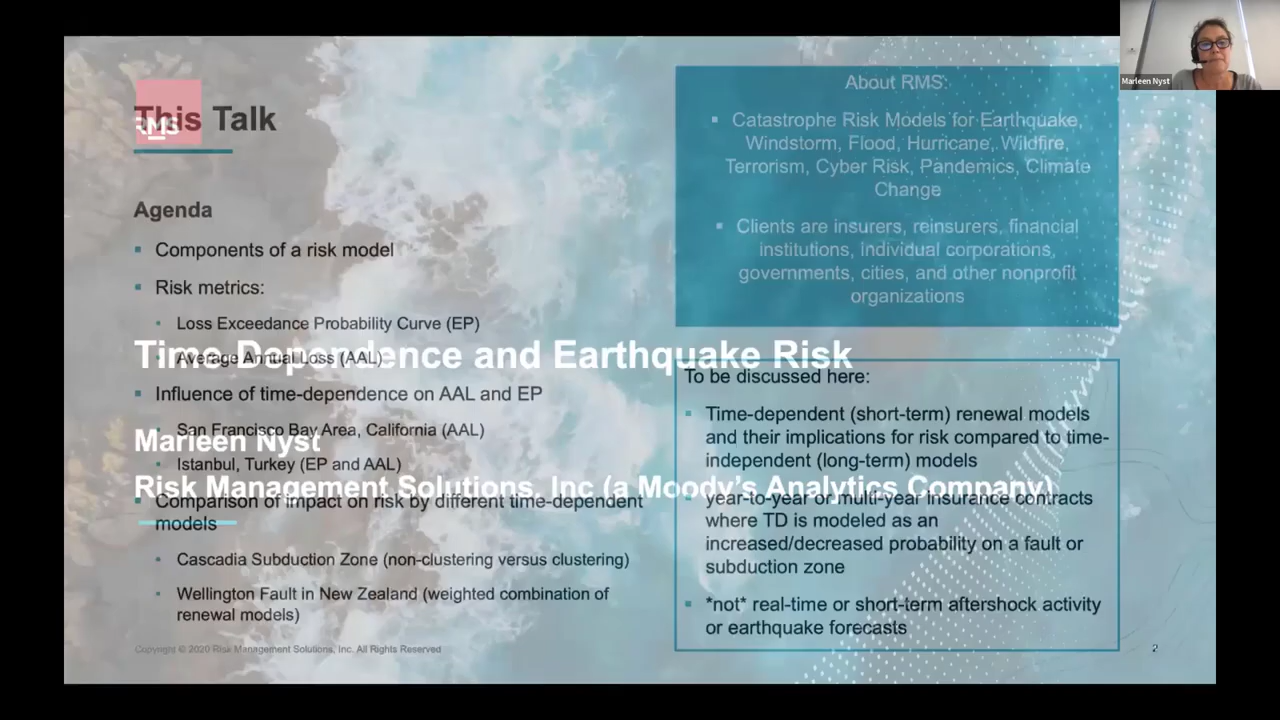 Marleen Nyst
This Talk
RMS
Agenda
Components of a risk model
Risk metrics:
Loss Exceedance Probability Curve (EP)
Average Annual Loss (AAL)
Influence of time-dependence on AAL and EP
San Francisco Bay Area, California (AAL)
Istanbul, Turkey (EP and AAL)
Comparison of impact on risk by different time-dependent
models
Cascadia Subduction Zone (non-clustering versus clustering)
Wellington Fault in New Zealand (weighted combination of
renewal models)
Copyright © 2020 Risk Management Solutions, Inc. All Rights Reserved
Time-Dependence and Earthquake Risk
Marleen Nyst
Risk Management Solutions, Inc (a Moody's Analytics Company)
About RMS:
Catastrophe Risk Models for Earthquake,
Windstorm, Flood, Hurricane, Wildfire,
Terrorism, Cyber Risk, Pandemics, Climate
Change
Clients are insurers, reinsurers, financial
institutions, individual corporations,
governments, cities, and other nonprofit
organizations
To be discussed here:
Time-dependent (short-term) renewal models
and their implications for risk compared to time-
independent (long-term) models
year-to-year or multi-year insurance contracts
where TD is modeled as an
increased/decreased probability on a fault or
subduction zone
*not* real-time or short-term aftershock activity
or earthquake forecasts
2